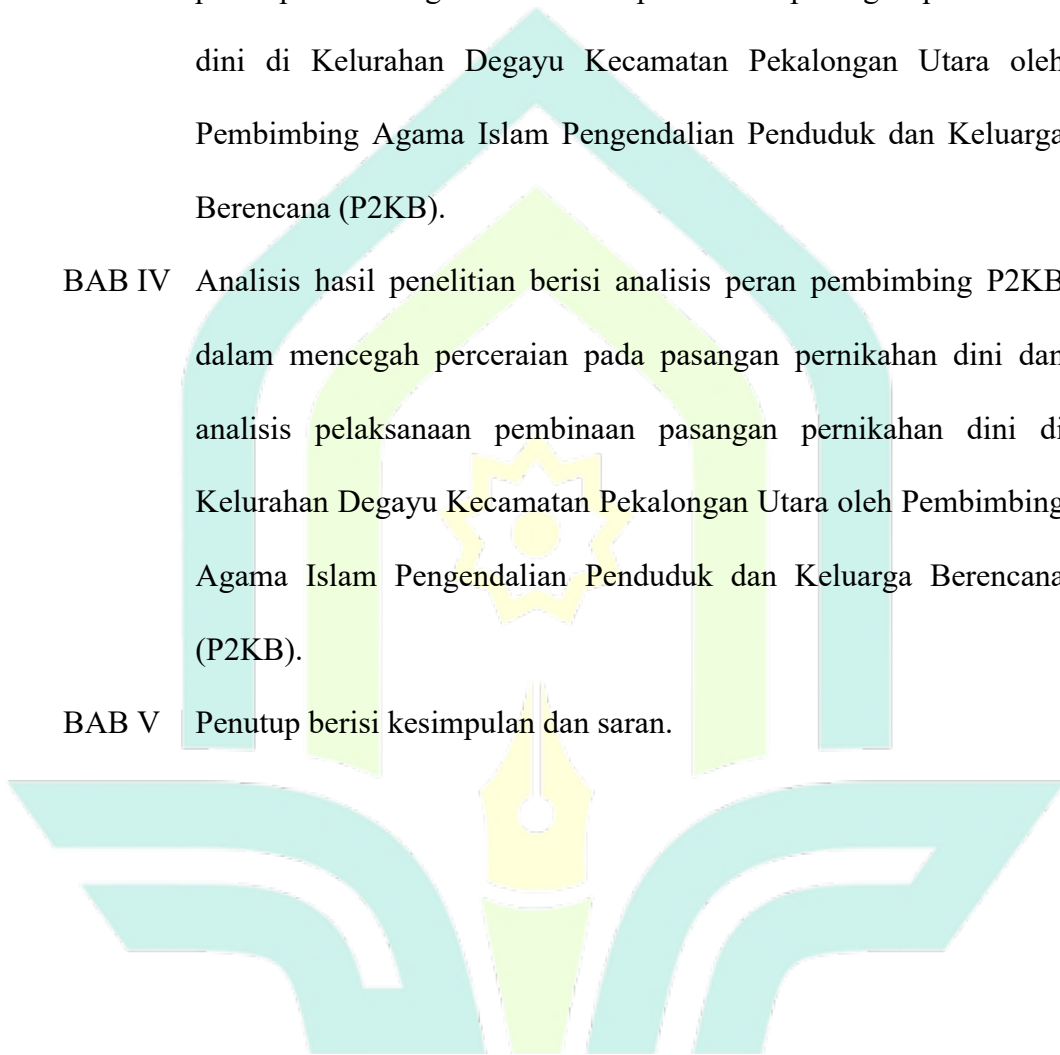 dini di Kelurahan Degayu Kecamatan Pekalongan Utara oleh
Pembimbing Agama Islam Pengendalian Penduduk dan Keluarga
Berencana (P2KB).
BAB IV Analisis hasil penelitian berisi analisis peran pembimbing P2KB
dalam mencegah perceraian pada pasangan pernikahan dini dan
analisis pelaksanaan pembinaan pasangan pernikahan dini di
Kelurahan Degayu Kecamatan Pekalongan Utara oleh Pembimbing
Agama Islam Pengendalian Penduduk dan Keluarga Berencana
(P2KB).
BAB V Penutup berisi kesimpulan dan saran.